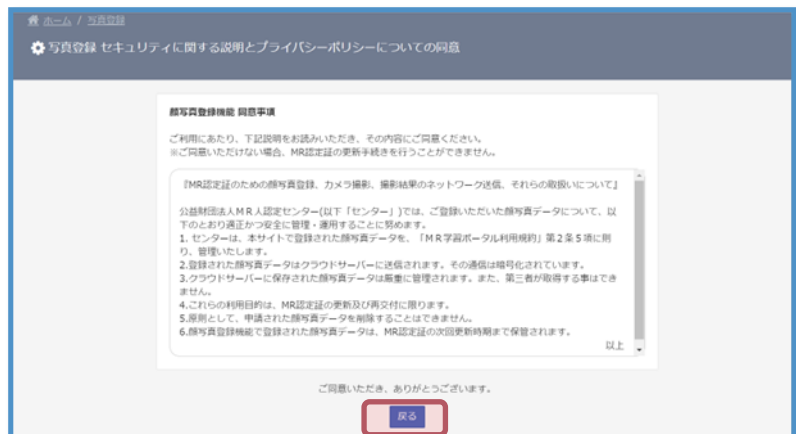 ホーム / 写真登録
写真登録 セキュリティに関する説明とプライバシーポリシーについての同意
顔写真登録機能 同意事項
ご利用にあたり、下記説明をお読みいただき、その内容にご同意ください。
※ご同意いただけない場合、MR認定証の更新手続きを行うことができません。
『MR認定証のための顔写真登録、カメラ撮影、撮影結果のネットワーク送信、それらの取扱いについて』
公益財団法人MR認定センター(以下「センター」)では、ご登録いただいた顔写真データについて、以
下のとおり適正かつ安全に管理・運用することに努めます。
1. センターは、本サイトで登録された顔写真データを、「MR学習ポータル利用規約」第2条5項に則
り、管理いたします。
2.登録された顔写真データはクラウドサーバーに送信されます。その通信は暗号化されています。
3.クラウドサーバーに保存された顔写真データは厳重に管理されます。また、第三者が取得する事はでき
ません。
4.これらの利用目的は、MR認定証の更新及び再交付に限ります。
5.原則として、申請された顔写真データを削除することはできません。
6.顔写真登録機能で登録された顔写真データは、MR認定証の次回更新時期まで保管されます。
以上
ご同意いただき、ありがとうございます。
戻る